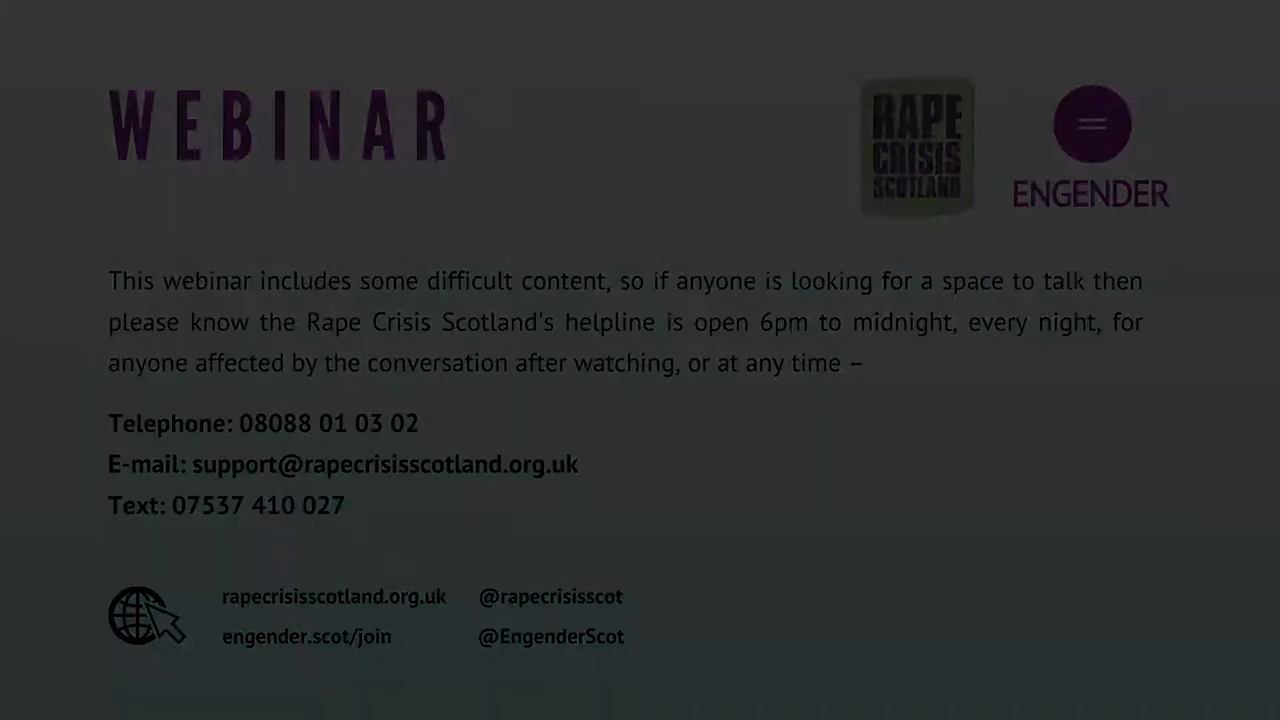 WEBINAR
RAPE
CRISIS
SCOTLAND
ENGENDER
This webinar includes some difficult content, so if anyone is looking for a space to talk then
please know the Rape Crisis Scotland's helpline is open 6pm to midnight, every night, for
anyone affected by the conversation after watching, or at any time –
Telephone: 08088 01 03 02
E-mail: support@rapecrisisscotland.org.uk
Text: 07537 410 027
rapecrisisscotland.org.uk @rapecrisisscot
engender.scot/join @EngenderScot